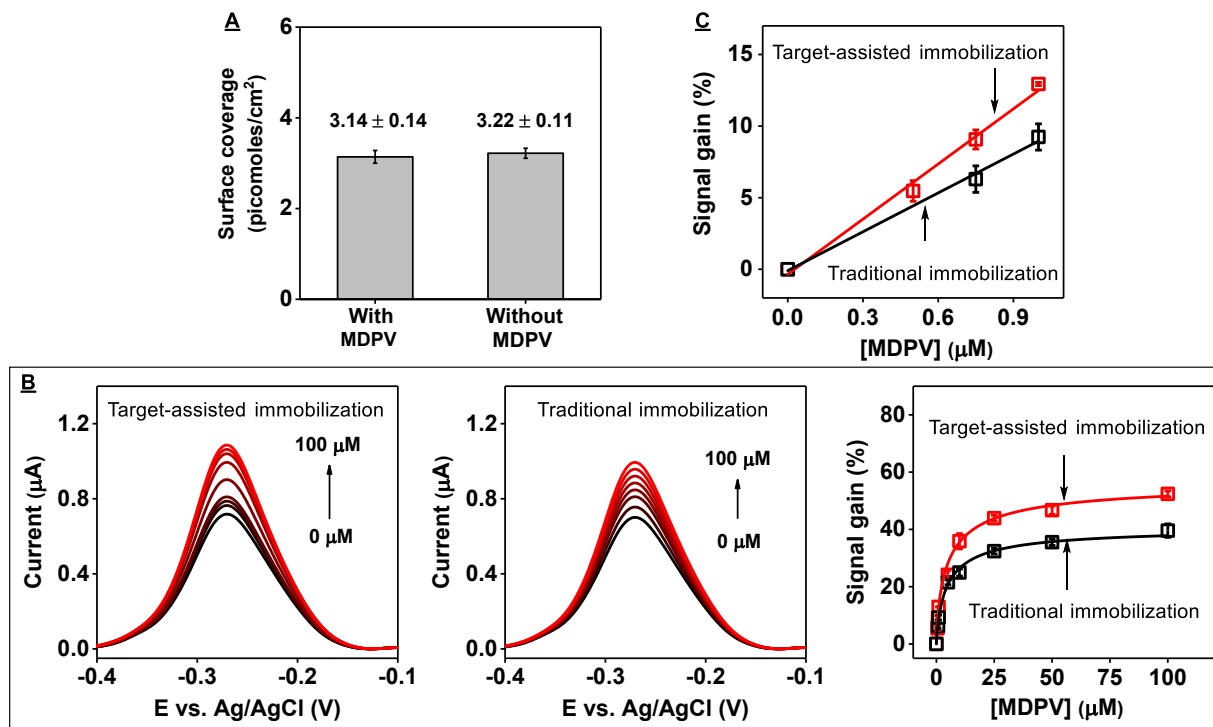 A
Surface coverage
(picomoles/cm²)
6
3
0
3.14 ± 0.14
3.22 ± 0.11
With
MDPV
Without
MDPV
C
Signal gain (%)
15
10
5
0
Target-assisted immobilization
Traditional immobilization
0.0 0.3 0.6 0.9
[MDPV] (μM)
B
Current (μA)
1.2
0.8
0.4
0.0
Target-assisted immobilization
100 μM
0 μM
-0.4 -0.3 -0.2 -0.1
E vs. Ag/AgCl (V)
Current (μA)
1.2
0.8
0.4
0.0
Traditional immobilization
100 μM
0 μM
-0.4 -0.3 -0.2 -0.1
E vs. Ag/AgCl (V)
Signal gain (%)
80
60
40
20
0
Target-assisted immobilization
Traditional immobilization
0 25 50 75 100
[MDPV] (μM)